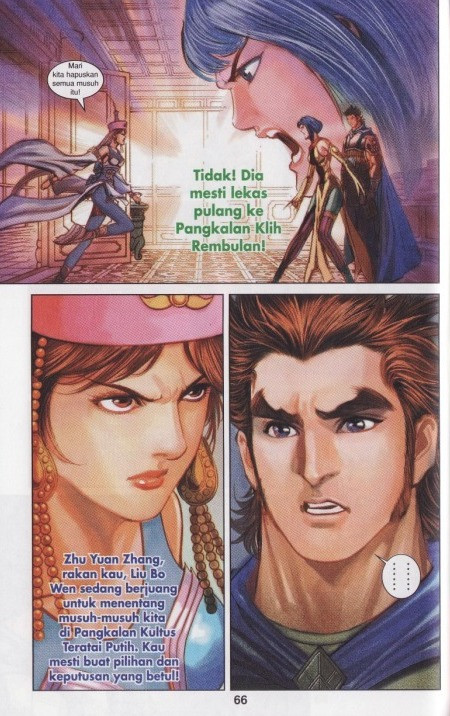 Mari
kita hapuskan
semua musuh
itu!
Tidak! Dia
mesti lekas
pulang ke
Pangkalan Klih
Rembulan!
Zhu Yuan Zhang,
rakan kau, Liu Bo
Wen sedang berjuang
untuk menentang
musuh-musuh kita
di Pangkalan Kultus
Teratai Putih. Kau
mesti buat pilihan dan
keputusan yang betul!
......
66